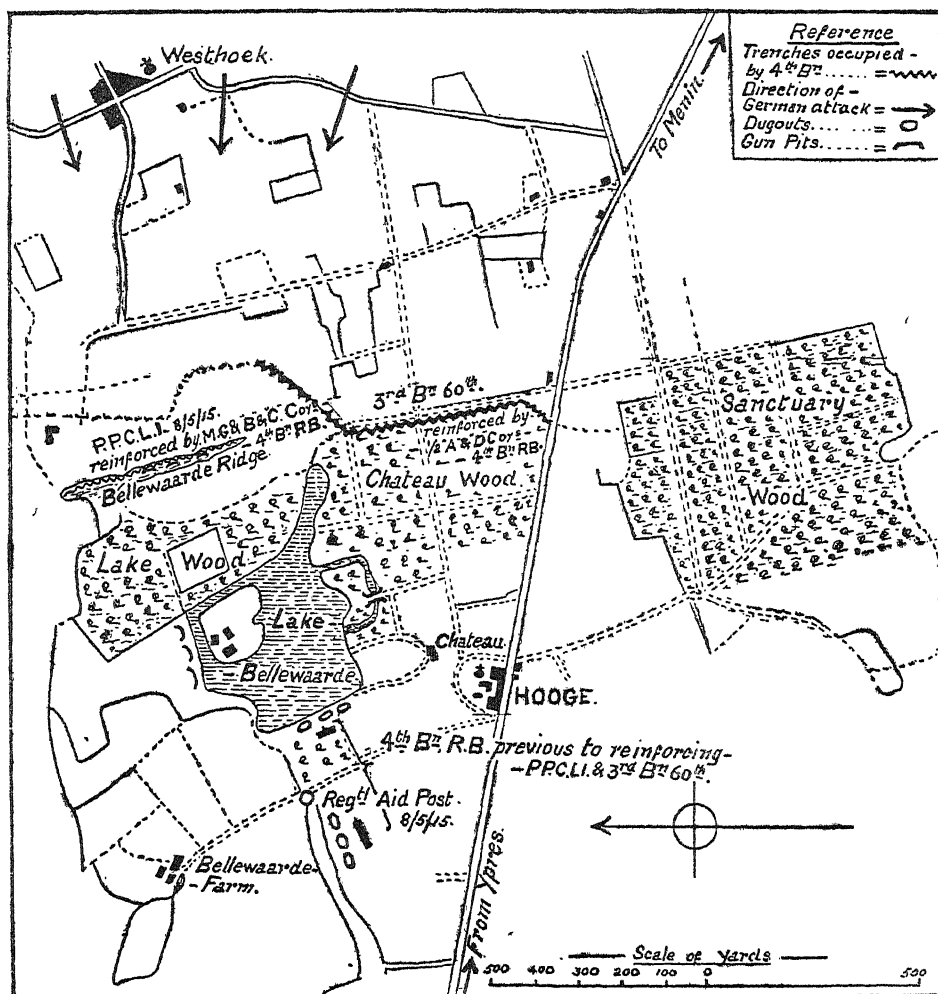 Reference
Trenches occupied -
by 4th Bn ...... =
Direction of -
German attack =
Dugouts.... ..... =
Gun Pits........ =
Westhoek.
To Menin.
3rd Bn 60th.
P.P.C.L.I. 8/5/15.
reinforced by M.G & B & C Coys
4th Bn R.B.
Bellewaarde Ridge.
reinforced by
1/2 A & D Coys
4th Bn R.B.
Chateau Wood.
Sanctuary
Wood
Lake
Wood
Lake
-Bellewaarde.
Chateau
HOOGE.
4th Bn R.B. previous to reinforcing-
-P.P.C.L.I. & 3rd Bn 60th.
Regtl Aid Post.
8/5/15.
Bellewaarde-
-Farm.
From Ypres.
Scale of Yards
500 400 300 200 100 0 500